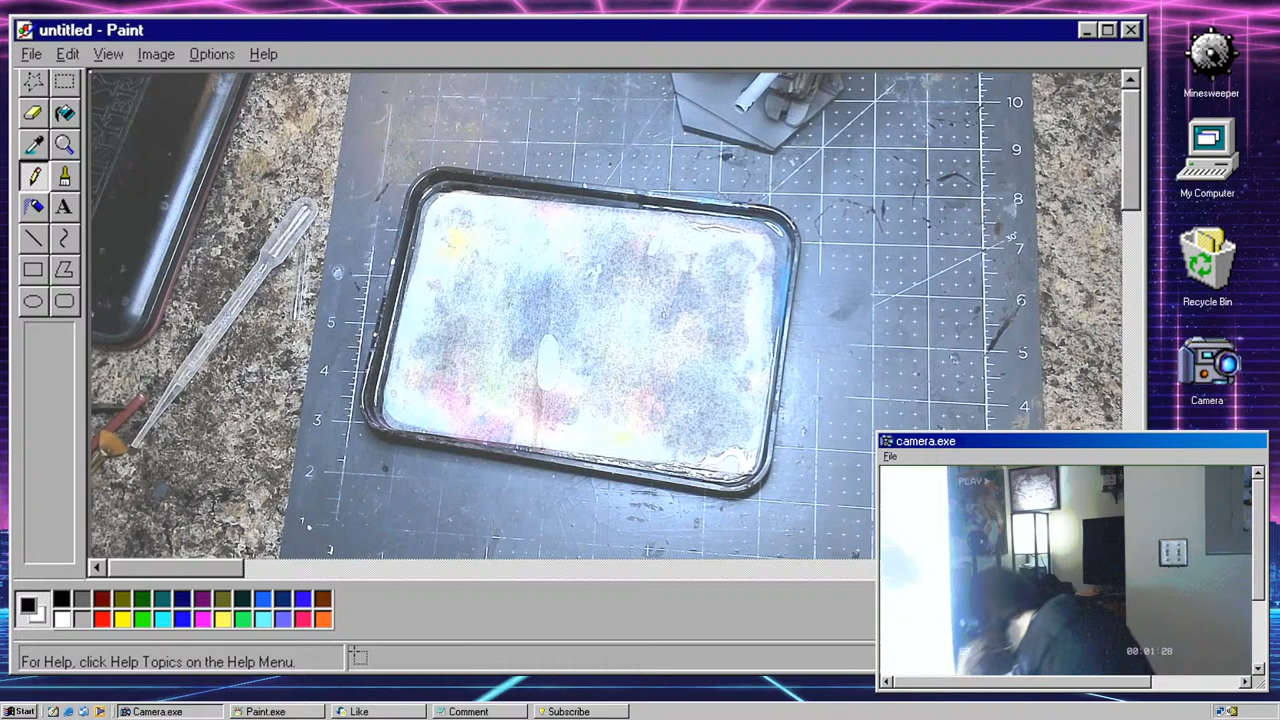 untitled - Paint
File Edit View Image Options Help
10
9
8
7
6
5
4
5
4
3
2
1
Minesweeper
My Computer
Recycle Bin
Camera
camera.exe
File
PLAY
SP
00:01:28
For Help, click Help Topics on the Help Menu.
Start Camera.exe Paint.exe Like Comment Subscribe